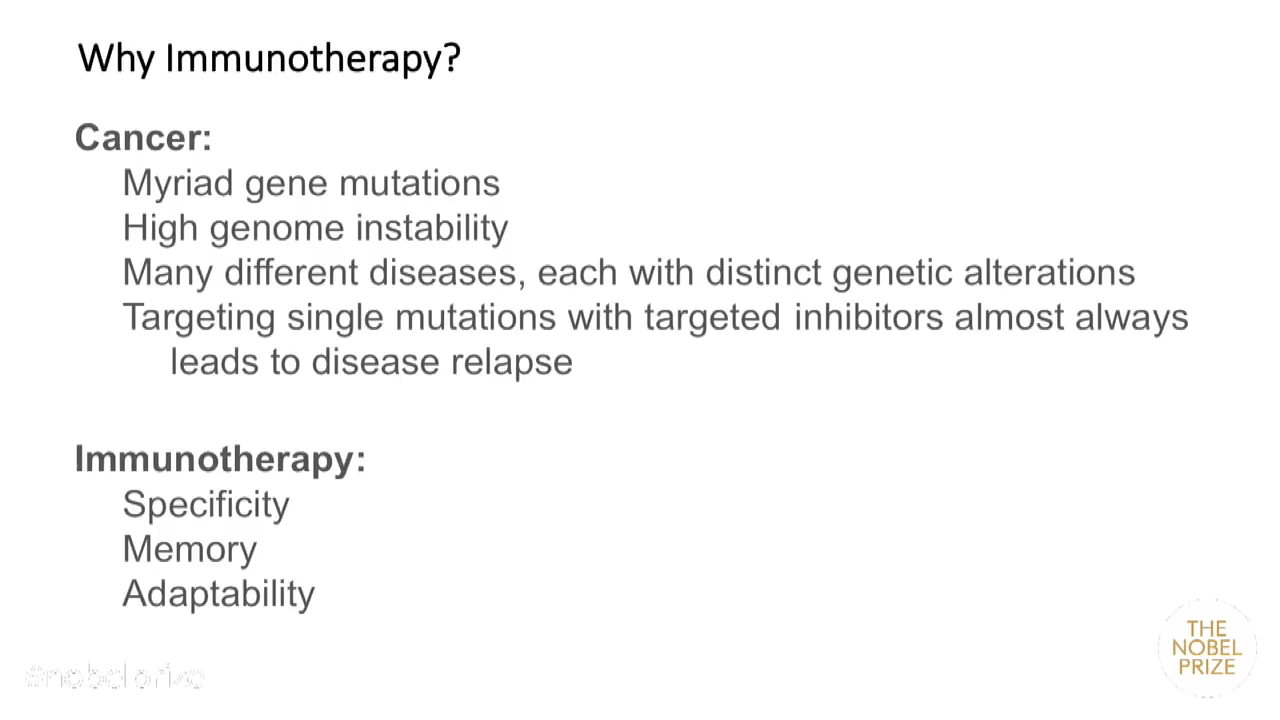 Why Immunotherapy?
Cancer:
Myriad gene mutations
High genome instability
Many different diseases, each with distinct genetic alterations
Targeting single mutations with targeted inhibitors almost always
leads to disease relapse
Immunotherapy:
Specificity
Memory
Adaptability
THE
NOBEL
PRIZE
#nobelprize